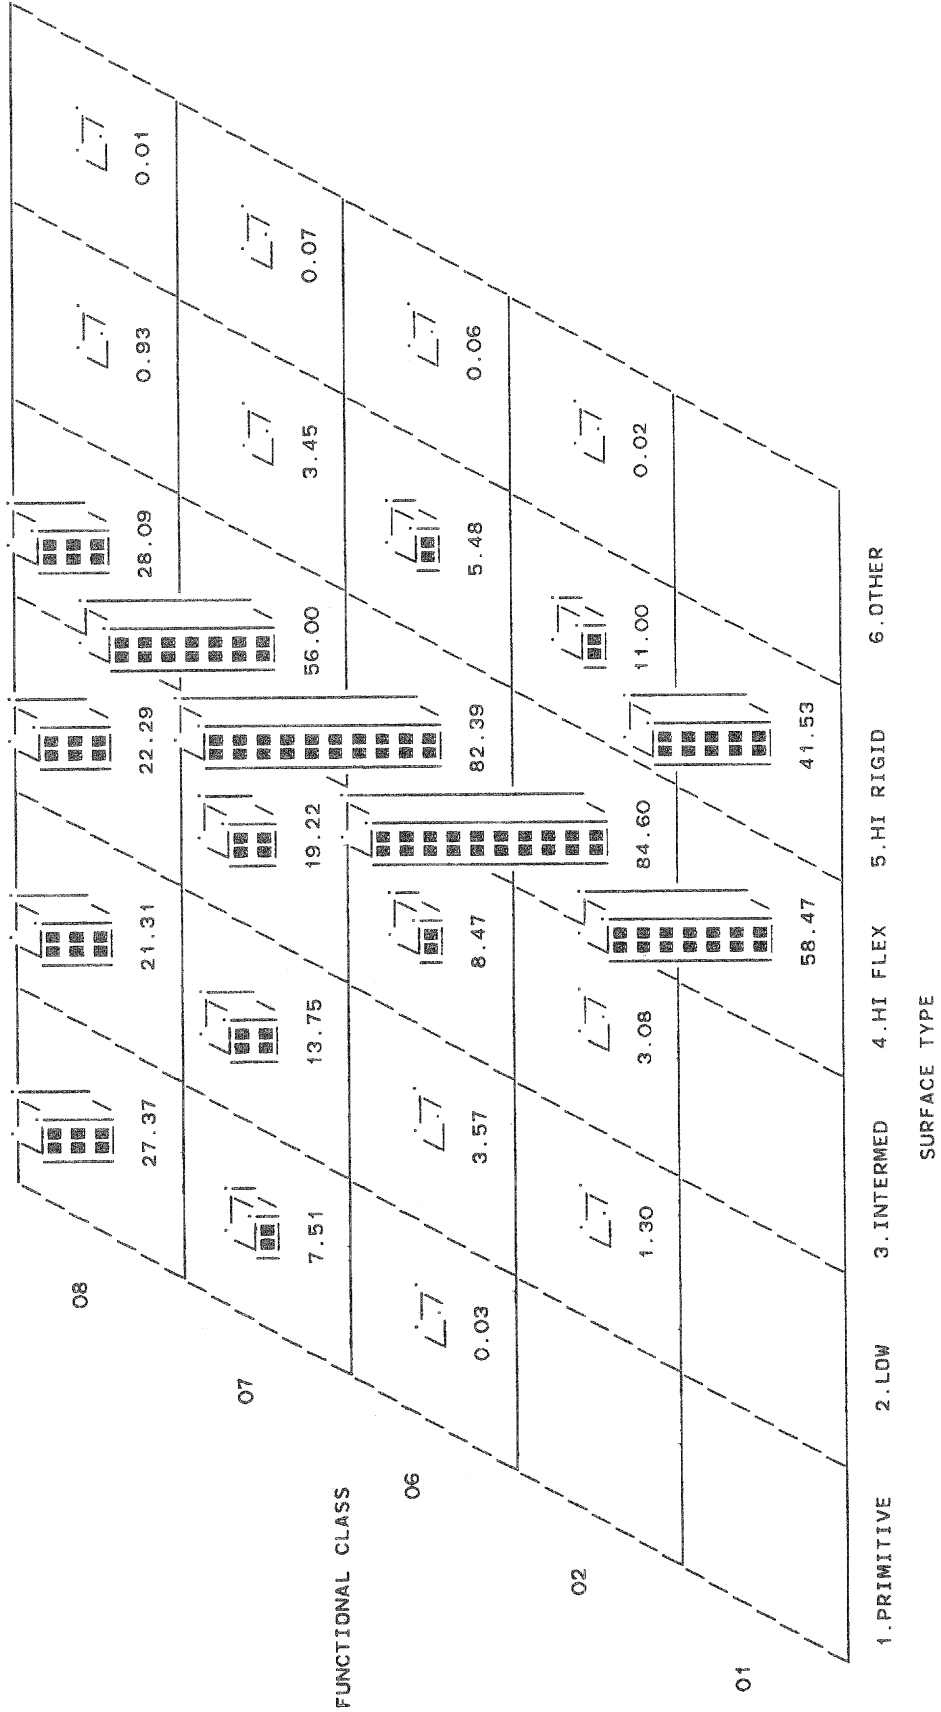 08 27.37 21.31 22.29 28.09 0.93 0.01
07 7.51 13.75 19.22 56.00 3.45 0.07
FUNCTIONAL CLASS
06 0.03 3.57 8.47 82.39 5.48 0.06
02 1.30 3.08 84.60 11.00 0.02
01 58.47 41.53
1.PRIMITIVE 2.LOW 3.INTERMED 4.HI FLEX 5.HI RIGID 6.OTHER
SURFACE TYPE